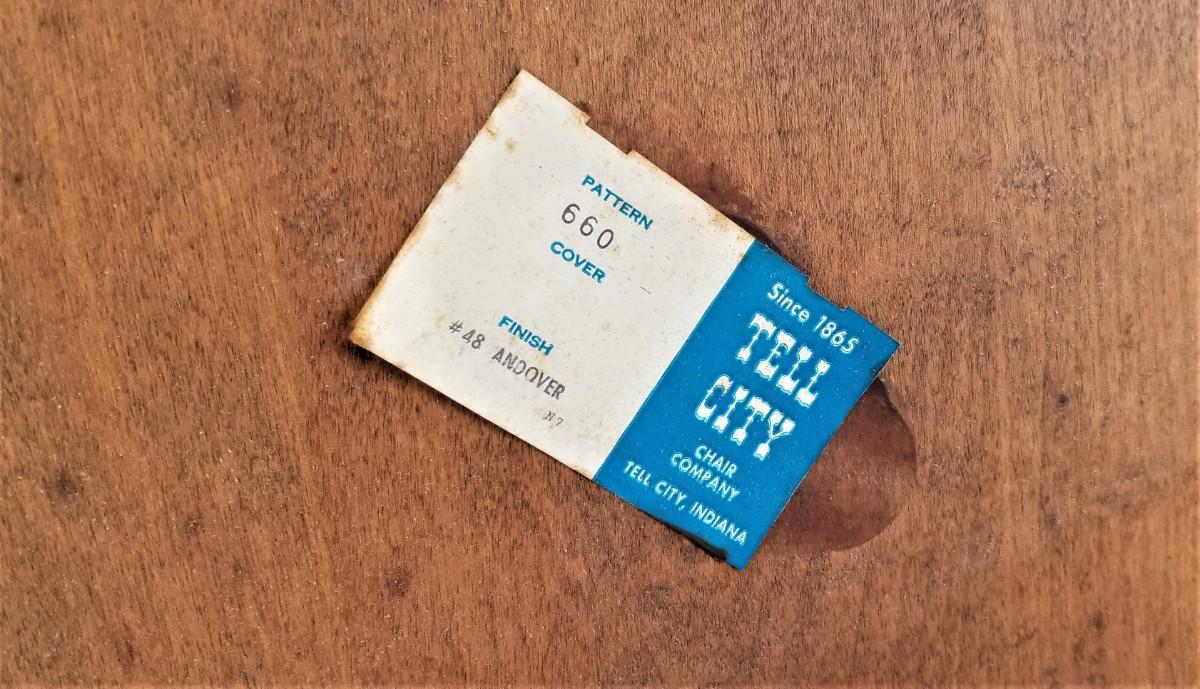 PATTERN
660
COVER
FINISH
#48 ANDOVER
N7
Since 1865
TELL
CITY
CHAIR
COMPANY
TELL CITY, INDIANA